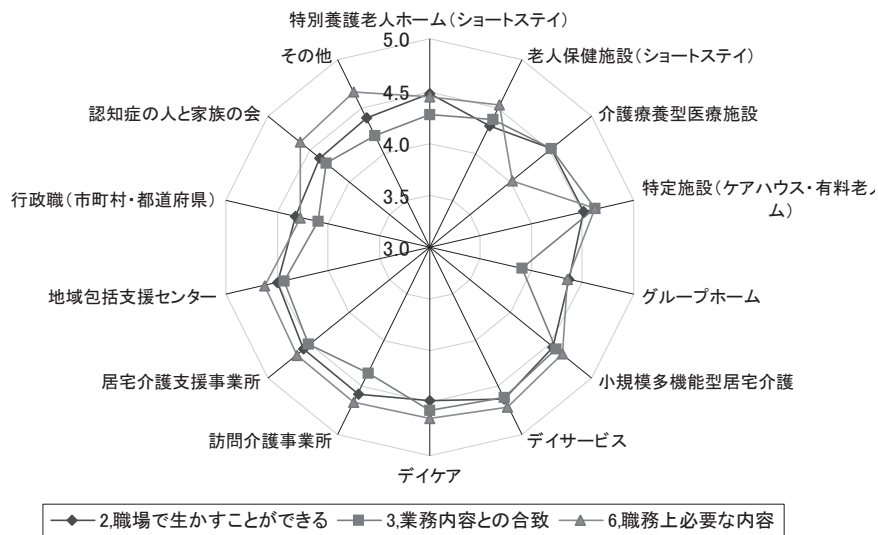 特別養護老人ホーム（ショートステイ）
老人保健施設（ショートステイ）
介護療養型医療施設
特定施設（ケアハウス・有料老人
ム）
グループホーム
小規模多機能型居宅介護
デイサービス
デイケア
訪問介護事業所
居宅介護支援事業所
地域包括支援センター
行政職（市町村・都道府県）
認知症の人と家族の会
その他
5.0
4.5
4.0
3.5
3.0
2,職場で生かすことができる
3,業務内容との合致
6,職務上必要な内容